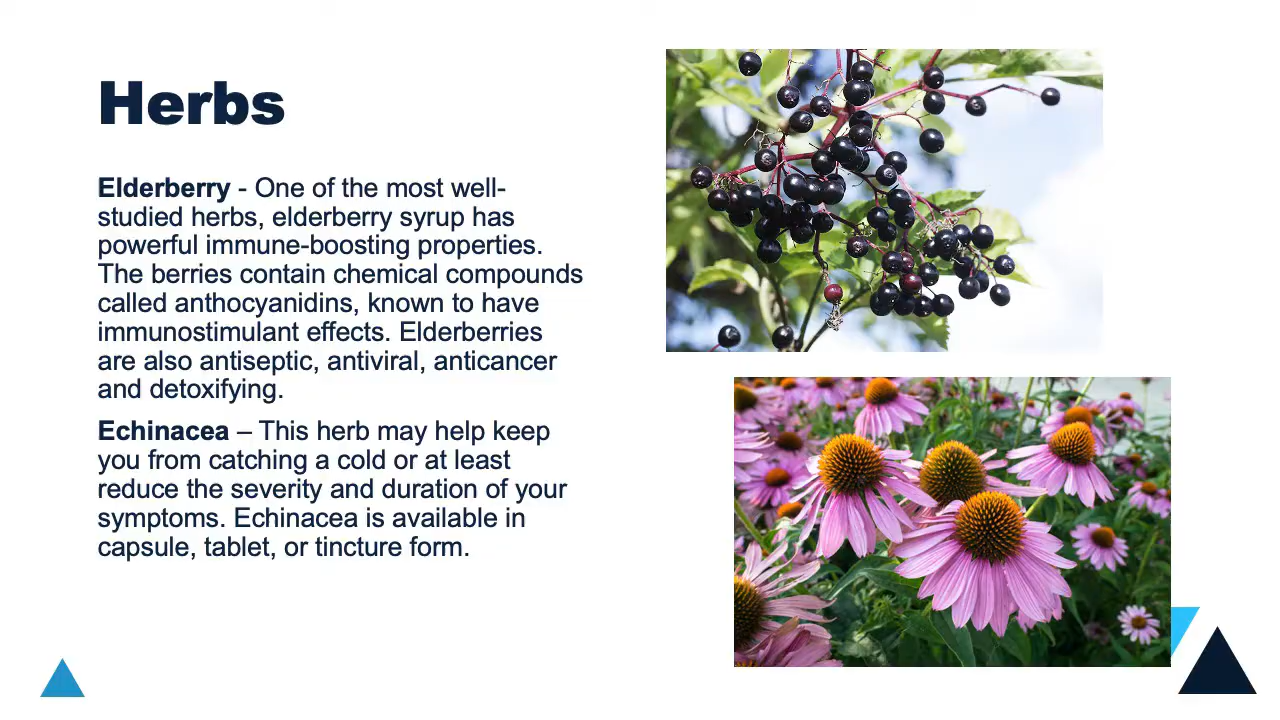 Herbs
Elderberry - One of the most well-
studied herbs, elderberry syrup has
powerful immune-boosting properties.
The berries contain chemical compounds
called anthocyanidins, known to have
immunostimulant effects. Elderberries
are also antiseptic, antiviral, anticancer
and detoxifying.
Echinacea – This herb may help keep
you from catching a cold or at least
reduce the severity and duration of your
symptoms. Echinacea is available in
capsule, tablet, or tincture form.